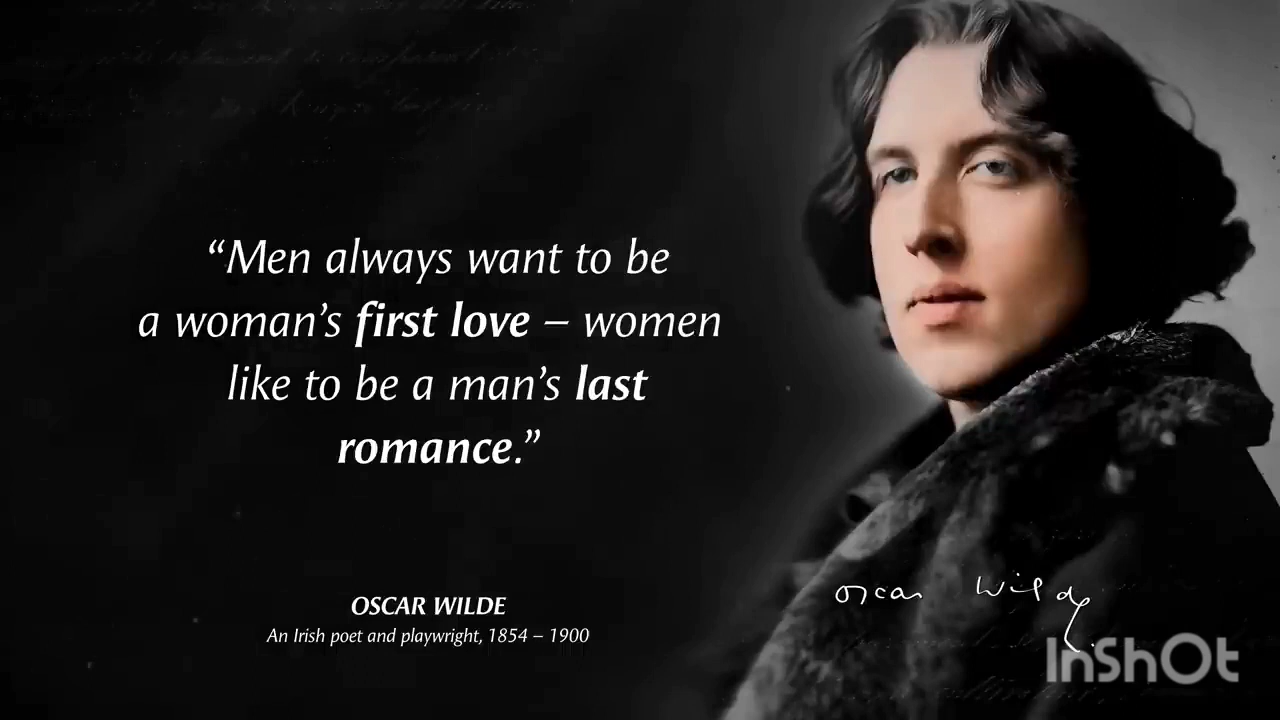 “Men always want to be
a woman’s first love – women
like to be a man’s last
romance.”
OSCAR WILDE
An Irish poet and playwright, 1854 – 1900
Oscar Wilde
InShOt